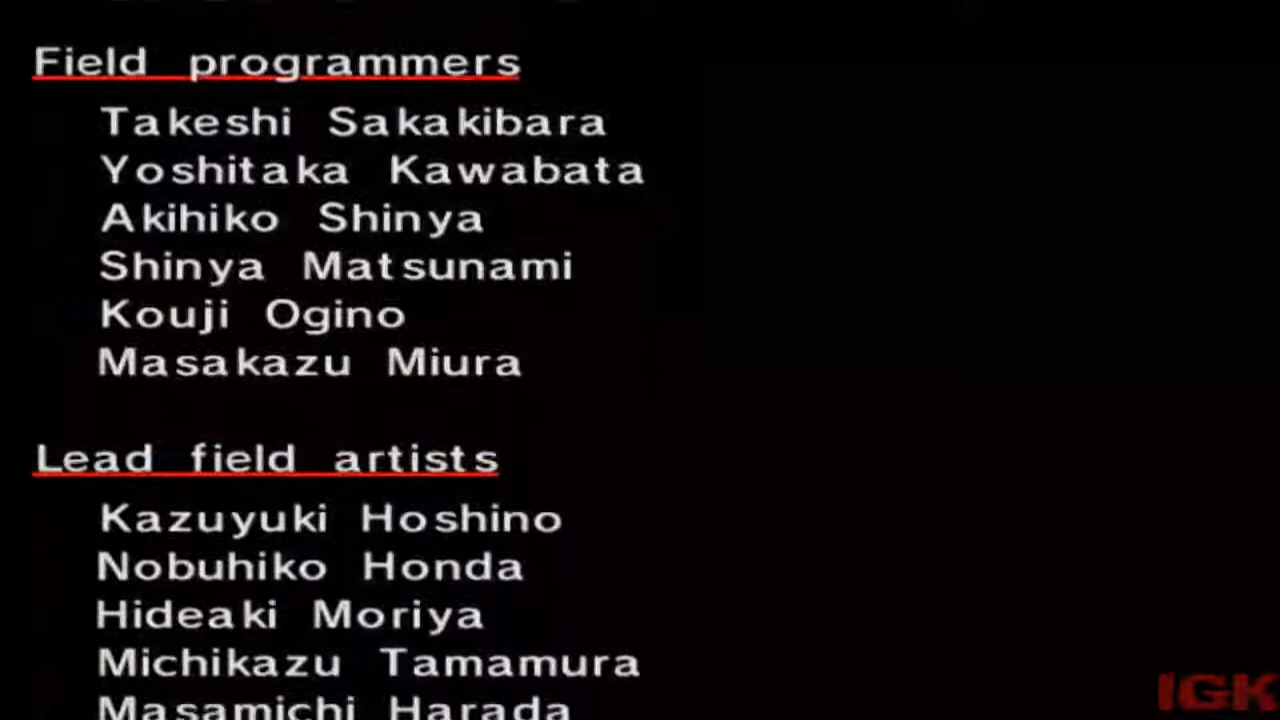 Field programmers
Takeshi Sakakibara
Yoshitaka Kawabata
Akihiko Shinya
Shinya Matsunami
Kouji Ogino
Masakazu Miura
Lead field artists
Kazuyuki Hoshino
Nobuhiko Honda
Hideaki Moriya
Michikazu Tamamura
Masamichi Harada
IGK